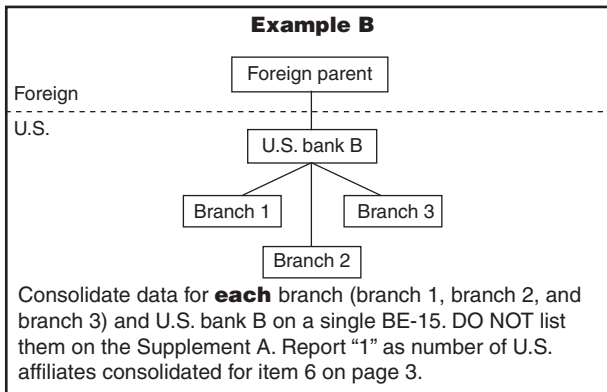 Example B
Foreign parent
Foreign
U.S.
U.S. bank B
Branch 1
Branch 3
Branch 2
Consolidate data for each branch (branch 1, branch 2, and
branch 3) and U.S. bank B on a single BE-15. DO NOT list
them on the Supplement A. Report “1” as number of U.S.
affiliates consolidated for item 6 on page 3.